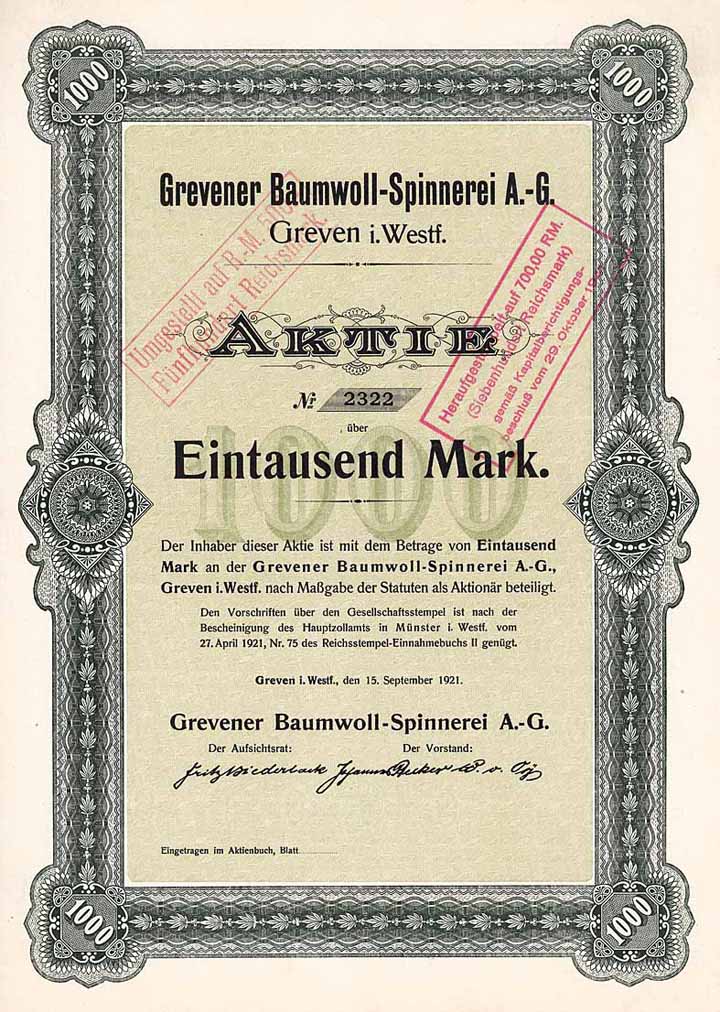 1000
1000
Grevener Baumwoll-Spinnerei A.-G.
Greven i. Westf.
Umgestellt auf R.-M. 500
Fünfhundert Reichsmark
Heraufgestellt auf 700,00 RM.
(Siebenhundert Reichsmark)
gemäß Kapitalberichtigungs-
beschluß vom 29. Oktober
AKTIE
Nr. 2322
über
1000
Eintausend Mark.
Der Inhaber dieser Aktie ist mit dem Betrage von Eintausend
Mark an der Grevener Baumwoll-Spinnerei A.-G.,
Greven i. Westf. nach Maßgabe der Statuten als Aktionär beteiligt.
Den Vorschriften über den Gesellschaftsstempel ist nach der
Bescheinigung des Hauptzollamts in Münster i. Westf. vom
27. April 1921, Nr. 75 des Reichsstempel-Einnahmebuchs II genügt.
Greven i. Westf., den 15. September 1921.
Grevener Baumwoll-Spinnerei A.-G.
Der Aufsichtsrat: Der Vorstand:
Fritz Biederlack
Eingetragen im Aktienbuch, Blatt
1000
1000